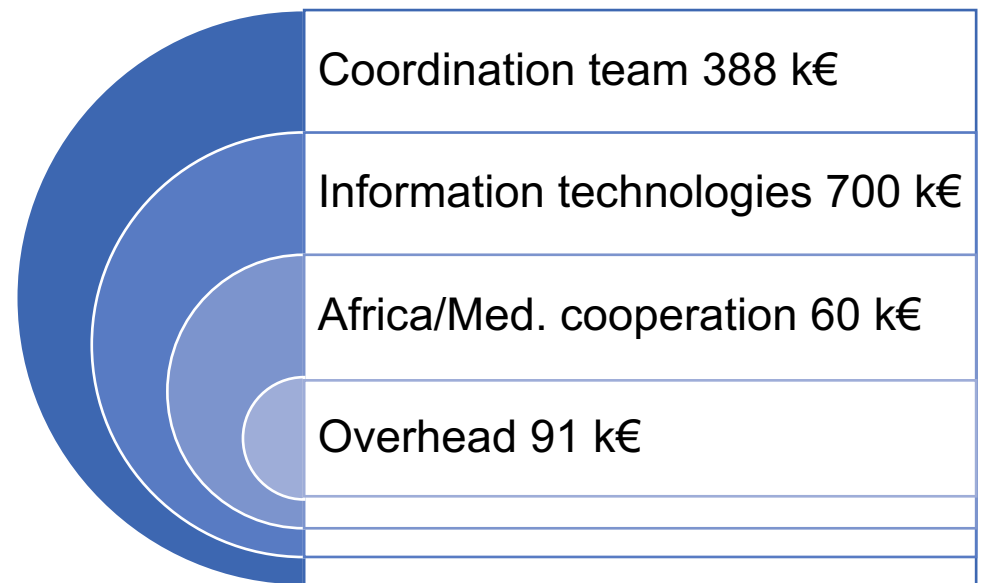 Coordination team 388 k€
Information technologies 700 k€
Africa/Med. cooperation 60 k€
Overhead 91 k€